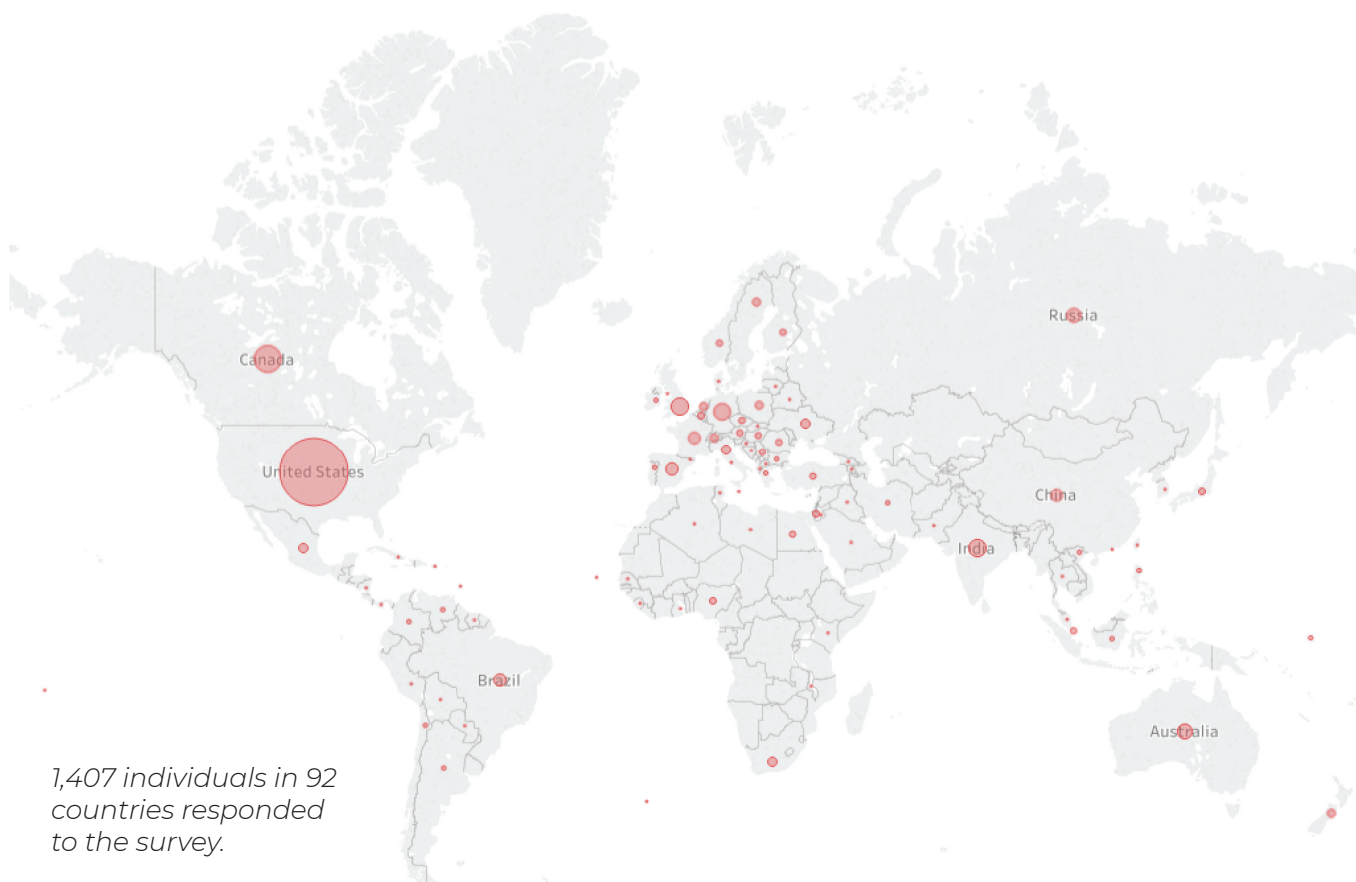 Russia
Canada
United States
China
India
Brazil
Australia
1,407 individuals in 92
countries responded
to the survey.